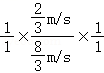 1/1 × (2/3 m/s)/(8/3 m/s) × 1/1